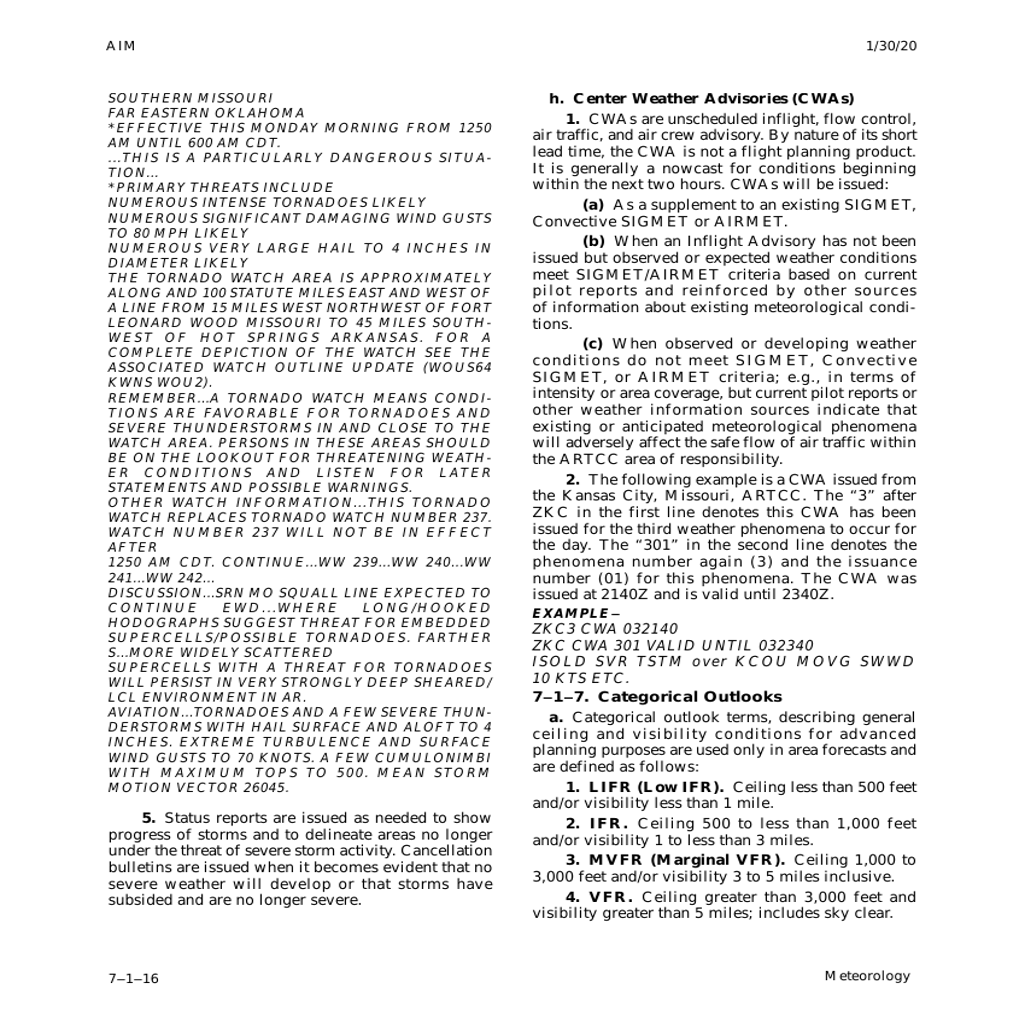 AIM
1/30/20
SOUTHERN MISSOURI
FAR EASTERN OKLAHOMA
*EFFECTIVE THIS MONDAY MORNING FROM 1250
AM UNTIL 600 AM CDT.
...THIS IS A PARTICULARLY DANGEROUS SITUA-
TION...
*PRIMARY THREATS INCLUDE
NUMEROUS INTENSE TORNADOES LIKELY
NUMEROUS SIGNIFICANT DAMAGING WIND GUSTS
TO 80 MPH LIKELY
NUMEROUS VERY LARGE HAIL TO 4 INCHES IN
DIAMETER LIKELY
THE TORNADO WATCH AREA IS APPROXIMATELY
ALONG AND 100 STATUTE MILES EAST AND WEST OF
A LINE FROM 15 MILES WEST NORTHWEST OF FORT
LEONARD WOOD MISSOURI TO 45 MILES SOUTH-
WEST OF HOT SPRINGS ARKANSAS. FOR A
COMPLETE DEPICTION OF THE WATCH SEE THE
ASSOCIATED WATCH OUTLINE UPDATE (WOUS64
KWNS WOU2).
REMEMBER...A TORNADO WATCH MEANS CONDI-
TIONS ARE FAVORABLE FOR TORNADOES AND
SEVERE THUNDERSTORMS IN AND CLOSE TO THE
WATCH AREA. PERSONS IN THESE AREAS SHOULD
BE ON THE LOOKOUT FOR THREATENING WEATH-
ER CONDITIONS AND LISTEN FOR LATER
STATEMENTS AND POSSIBLE WARNINGS.
OTHER WATCH INFORMATION...THIS TORNADO
WATCH REPLACES TORNADO WATCH NUMBER 237.
WATCH NUMBER 237 WILL NOT BE IN EFFECT
AFTER
1250 AM CDT. CONTINUE...WW 239...WW 240...WW
241...WW 242...
DISCUSSION...SRN MO SQUALL LINE EXPECTED TO
CONTINUE EWD...WHERE LONG/HOOKED
HODOGRAPHS SUGGEST THREAT FOR EMBEDDED
SUPERCELLS/POSSIBLE TORNADOES. FARTHER
S...MORE WIDELY SCATTERED
SUPERCELLS WITH A THREAT FOR TORNADOES
WILL PERSIST IN VERY STRONGLY DEEP SHEARED/
LCL ENVIRONMENT IN AR.
AVIATION...TORNADOES AND A FEW SEVERE THUN-
DERSTORMS WITH HAIL SURFACE AND ALOFT TO 4
INCHES. EXTREME TURBULENCE AND SURFACE
WIND GUSTS TO 70 KNOTS. A FEW CUMULONIMBI
WITH MAXIMUM TOPS TO 500. MEAN STORM
MOTION VECTOR 26045.
5. Status reports are issued as needed to show
progress of storms and to delineate areas no longer
under the threat of severe storm activity. Cancellation
bulletins are issued when it becomes evident that no
severe weather will develop or that storms have
subsided and are no longer severe.
h. Center Weather Advisories (CWAs)
1. CWAs are unscheduled inflight, flow control,
air traffic, and air crew advisory. By nature of its short
lead time, the CWA is not a flight planning product.
It is generally a nowcast for conditions beginning
within the next two hours. CWAs will be issued:
(a) As a supplement to an existing SIGMET,
Convective SIGMET or AIRMET.
(b) When an Inflight Advisory has not been
issued but observed or expected weather conditions
meet SIGMET/AIRMET criteria based on current
pilot reports and reinforced by other sources
of information about existing meteorological condi-
tions.
(c) When observed or developing weather
conditions do not meet SIGMET, Convective
SIGMET, or AIRMET criteria; e.g., in terms of
intensity or area coverage, but current pilot reports or
other weather information sources indicate that
existing or anticipated meteorological phenomena
will adversely affect the safe flow of air traffic within
the ARTCC area of responsibility.
2. The following example is a CWA issued from
the Kansas City, Missouri, ARTCC. The “3” after
ZKC in the first line denotes this CWA has been
issued for the third weather phenomena to occur for
the day. The “301” in the second line denotes the
phenomena number again (3) and the issuance
number (01) for this phenomena. The CWA was
issued at 2140Z and is valid until 2340Z.
EXAMPLE–
ZKC3 CWA 032140
ZKC CWA 301 VALID UNTIL 032340
ISOLD SVR TSTM over KCOU MOVG SWWD
10 KTS ETC.
7–1–7. Categorical Outlooks
a. Categorical outlook terms, describing general
ceiling and visibility conditions for advanced
planning purposes are used only in area forecasts and
are defined as follows:
1. LIFR (Low IFR). Ceiling less than 500 feet
and/or visibility less than 1 mile.
2. IFR. Ceiling 500 to less than 1,000 feet
and/or visibility 1 to less than 3 miles.
3. MVFR (Marginal VFR). Ceiling 1,000 to
3,000 feet and/or visibility 3 to 5 miles inclusive.
4. VFR. Ceiling greater than 3,000 feet and
visibility greater than 5 miles; includes sky clear.
7–1–16
Meteorology